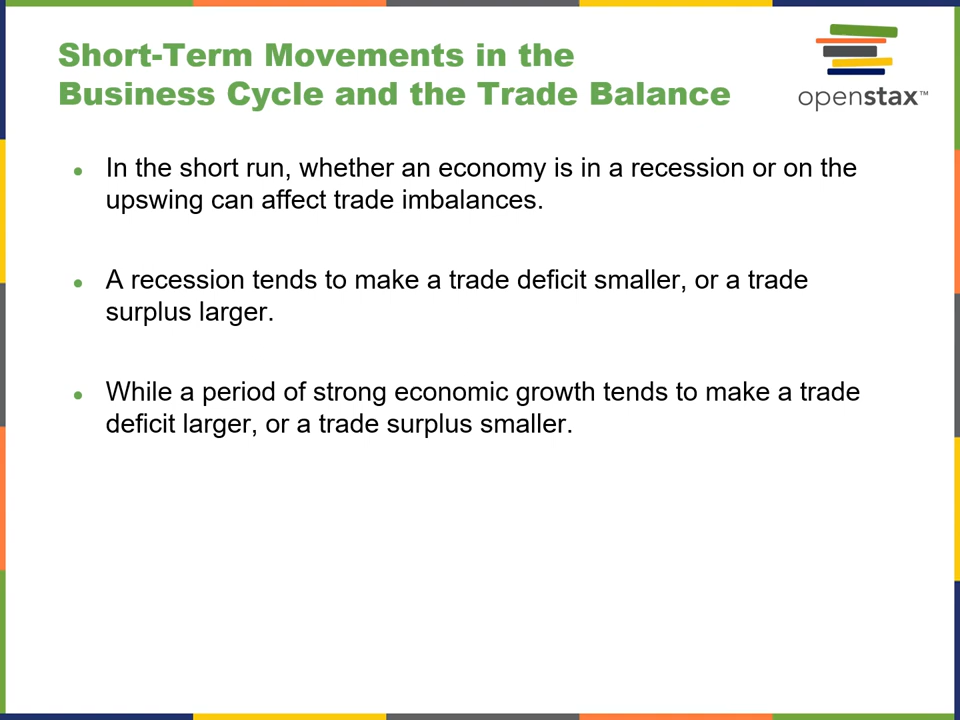 Short-Term Movements in the
Business Cycle and the Trade Balance
openstax™
In the short run, whether an economy is in a recession or on the
upswing can affect trade imbalances.
A recession tends to make a trade deficit smaller, or a trade
surplus larger.
While a period of strong economic growth tends to make a trade
deficit larger, or a trade surplus smaller.